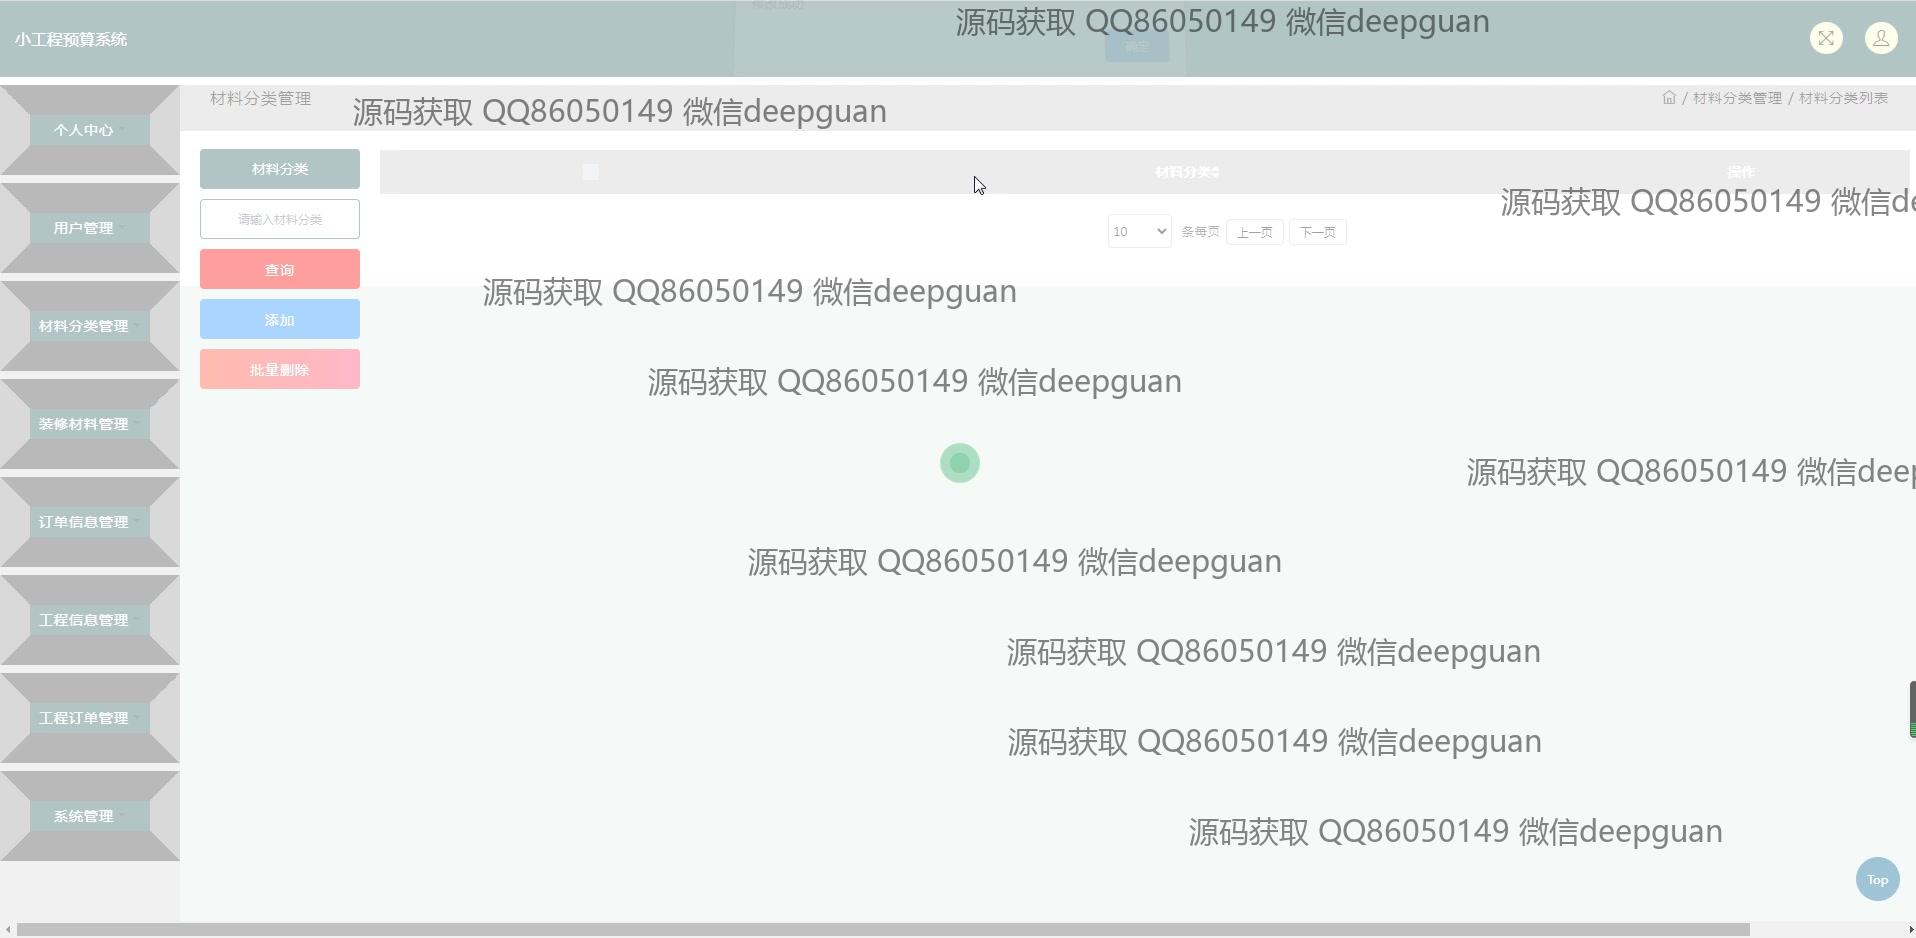 修改成功
源码获取 QQ86050149 微信deepguan
小工程预算系统
确定
材料分类管理
/ 材料分类管理 / 材料分类列表
源码获取 QQ86050149 微信deepguan
个人中心
材料分类
材料分类
操作
源码获取 QQ86050149 微信de
请输入材料分类
用户管理
10
条每页
上一页
下一页
查询
源码获取 QQ86050149 微信deepguan
添加
材料分类管理
批量删除
源码获取 QQ86050149 微信deepguan
装修材料管理
源码获取 QQ86050149 微信deep
订单信息管理
源码获取 QQ86050149 微信deepguan
工程信息管理
源码获取 QQ86050149 微信deepguan
工程订单管理
源码获取 QQ86050149 微信deepguan
系统管理
源码获取 QQ86050149 微信deepguan
Top